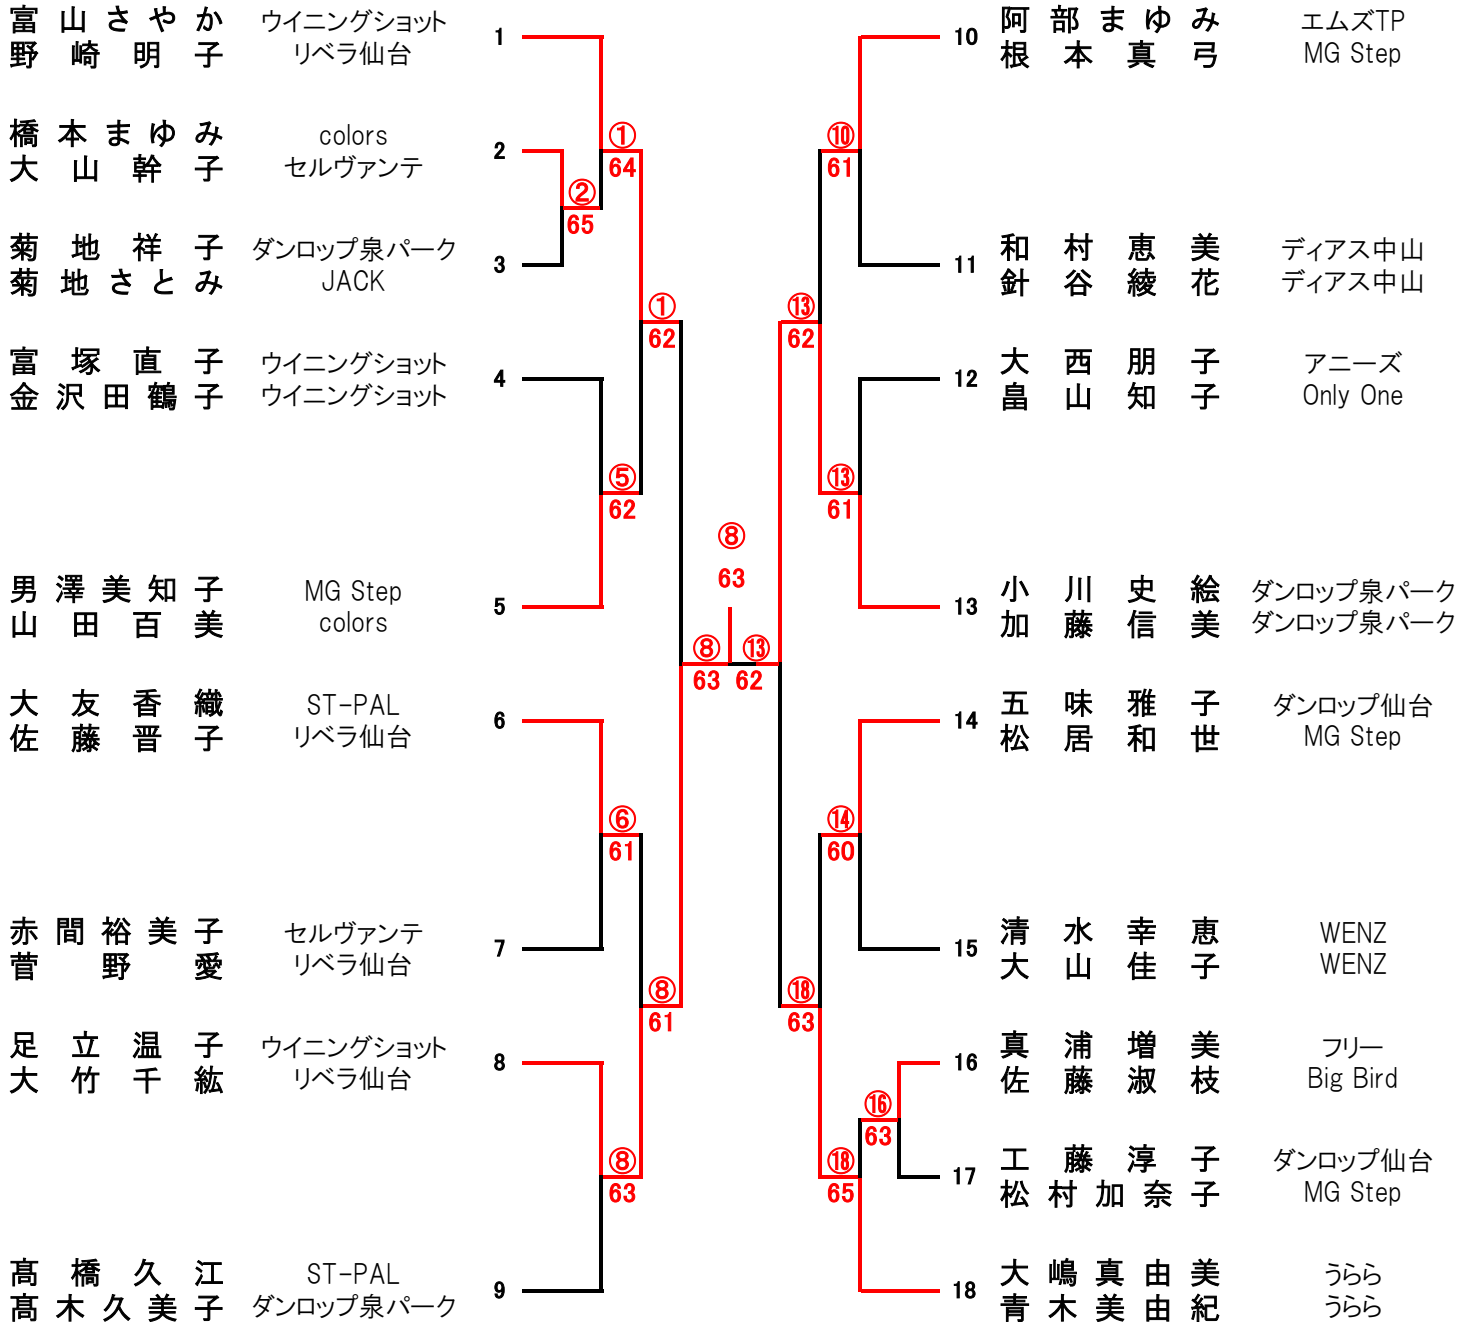 富山さやか ウイニングショット
野崎明子 リベラ仙台
1
橋本まゆみ colors
大山幹子 セルヴァンテ
2
菊地祥子 ダンロップ泉パーク
菊地さとみ JACK
3
富塚直子 ウイニングショット
金沢田鶴子 ウイニングショット
4
男澤美知子 MG Step
山田百美 colors
5
大友香織 ST-PAL
佐藤晋子 リベラ仙台
6
赤間裕美子 セルヴァンテ
菅野愛 リベラ仙台
7
足立温子 ウイニングショット
大竹千紘 リベラ仙台
8
髙橋久江 ST-PAL
髙木久美子 ダンロップ泉パーク
9
②
65
①
64
⑤
62
⑥
61
⑧
63
①
62
⑧
61
⑧
63
⑧
63
⑬
62
⑬
62
⑱
63
⑩
61
⑬
61
⑭
60
⑱
65
⑯
63
10
阿部まゆみ エムズTP
根本真弓 MG Step
11
和村恵美 ディアス中山
針谷綾花 ディアス中山
12
大西朋子 アニーズ
畠山知子 Only One
13
小川史絵 ダンロップ泉パーク
加藤信美 ダンロップ泉パーク
14
五味雅子 ダンロップ仙台
松居和世 MG Step
15
清水幸恵 WENZ
大山佳子 WENZ
16
真浦増美 フリー
佐藤淑枝 Big Bird
17
工藤淳子 ダンロップ仙台
松村加奈子 MG Step
18
大嶋真由美 うらら
青木美由紀 うらら